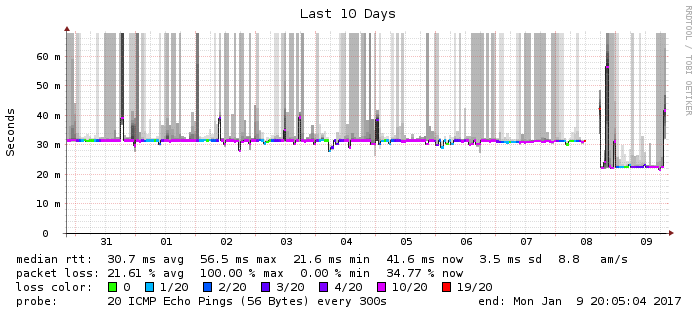 Last 10 Days
RRDTOOL / TOBI OETIKER
Seconds
60 m
50 m
40 m
30 m
20 m
10 m
0
31 01 02 03 04 05 06 07 08 09
median rtt: 30.7 ms avg 56.5 ms max 21.6 ms min 41.6 ms now 3.5 ms sd 8.8 am/s
packet loss: 21.61 % avg 100.00 % max 0.00 % min 34.77 % now
loss color: 0 1/20 2/20 3/20 4/20 10/20 19/20
probe: 20 ICMP Echo Pings (56 Bytes) every 300s end: Mon Jan 9 20:05:04 2017